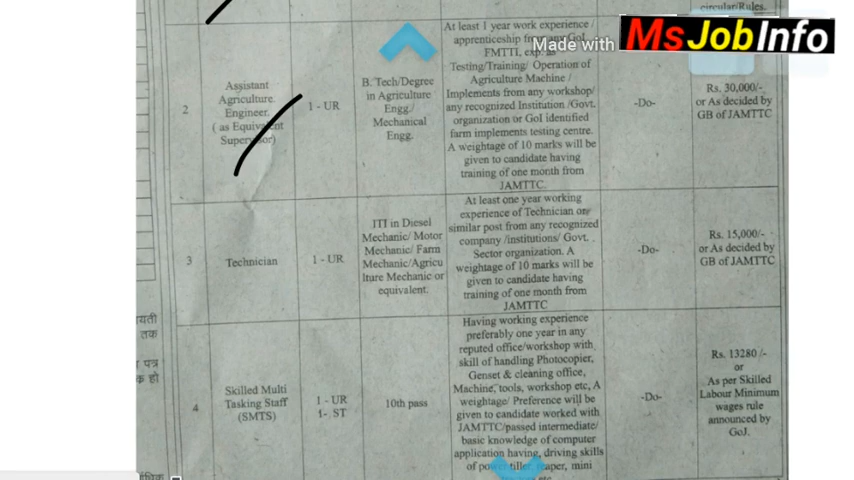 circular/Rules.
Made with MsJobInfo
2
Assistant
Agriculture.
Engineer,
( as Equivalent
Supervisor)
1 - UR
B. Tech/Degree
in Agriculture
Engg./
Mechanical
Engg.
At least 1 year work experience /
apprenticeship from any GoI
FMTTI, exp. as
Testing/Training/ Operation of
Agriculture Machine /
Implements from any workshop/
any recognized Institution /Govt.
organization or GoI identified
farm implements testing centre.
A weightage of 10 marks will be
given to candidate having
training of one month from
JAMTTC
-Do-
Rs. 30,000/-
or As decided by
GB of JAMTTC
3
Technician
1 - UR
ITI in Diesel
Mechanic/ Motor
Mechanic/ Farm
Mechanic/Agricu
lture Mechanic or
equivalent.
At least one year working
experience of Technician or
similar post from any recognized
company /institutions/ Govt.
Sector organization. A
weightage of 10 marks will be
given to candidate having
training of one month from
JAMTTC
-Do-
Rs. 15,000/-
or As decided by
GB of JAMTTC
4
Skilled Multi
Tasking Staff
(SMTS)
1 - UR
1- ST
10th pass
Having working experience
preferably one year in any
reputed office/workshop with
skill of handling Photocopier,
Genset & cleaning office,
Machine, tools, workshop etc, A
weightage/ Preference will be
given to candidate worked with
JAMTTC/passed intermediate/
basic knowledge of computer
application having, driving skills
of power tiller, reaper, mini
-Do-
Rs. 13280 /-
or
As per Skilled
Labour Minimum
wages rule
announced by
GoJ.
तक
पत्र
हो